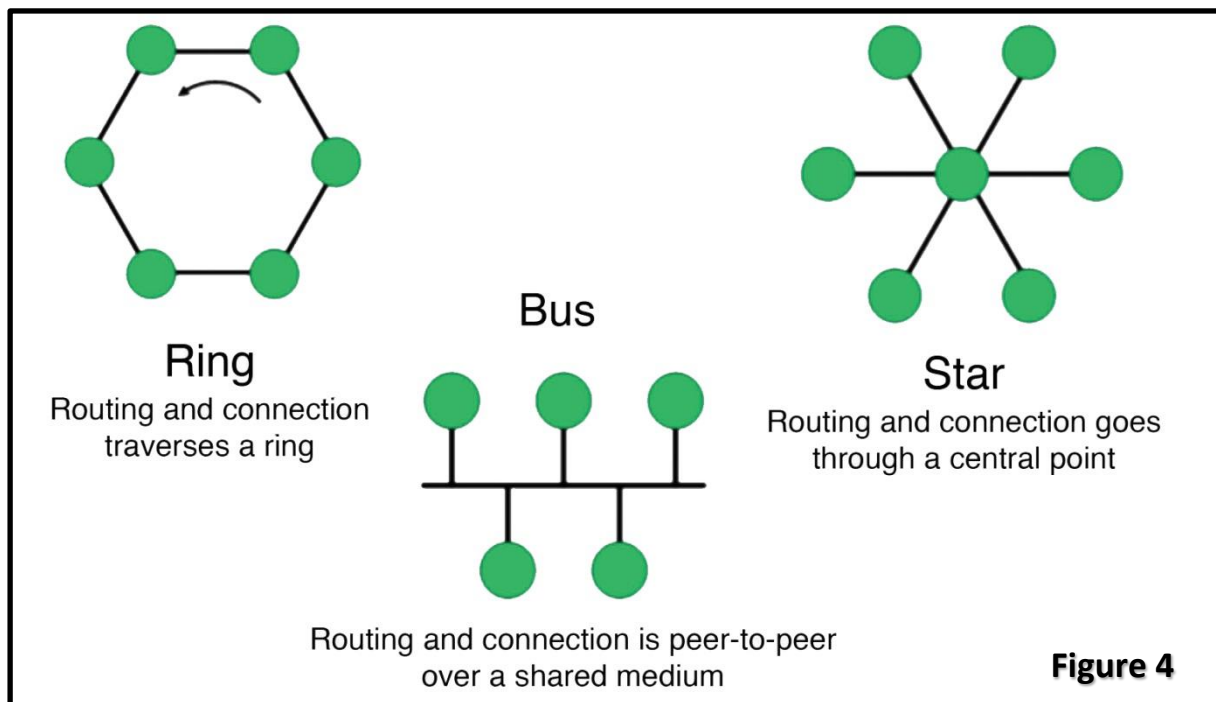 Ring
Routing and connection
traverses a ring
Bus
Routing and connection is peer-to-peer
over a shared medium
Star
Routing and connection goes
through a central point
Figure 4